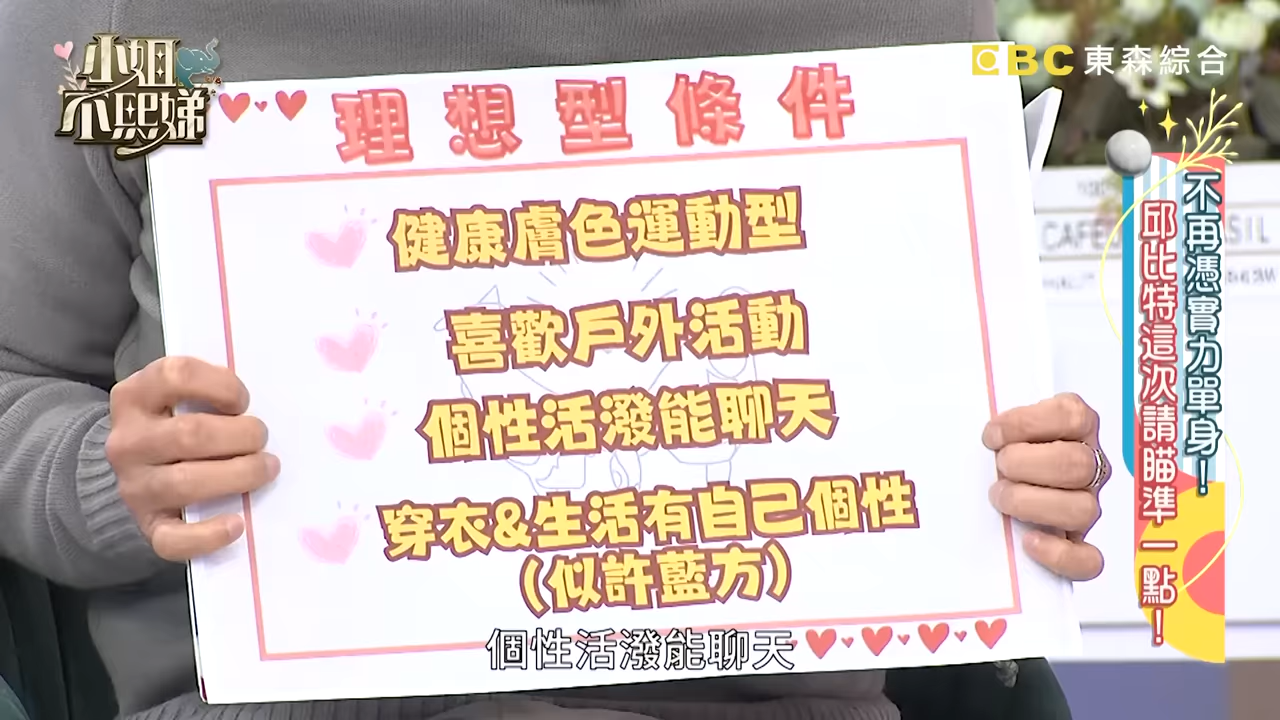 小姐
不熙娣
EBC 東森綜合
理想型條件
健康膚色運動型
喜歡戶外活動
個性活潑能聊天
穿衣&生活有自己個性
(似許藍方)
不再憑實力單身！
邱比特這次請瞄準一點！
CAFE
SIL
個性活潑能聊天